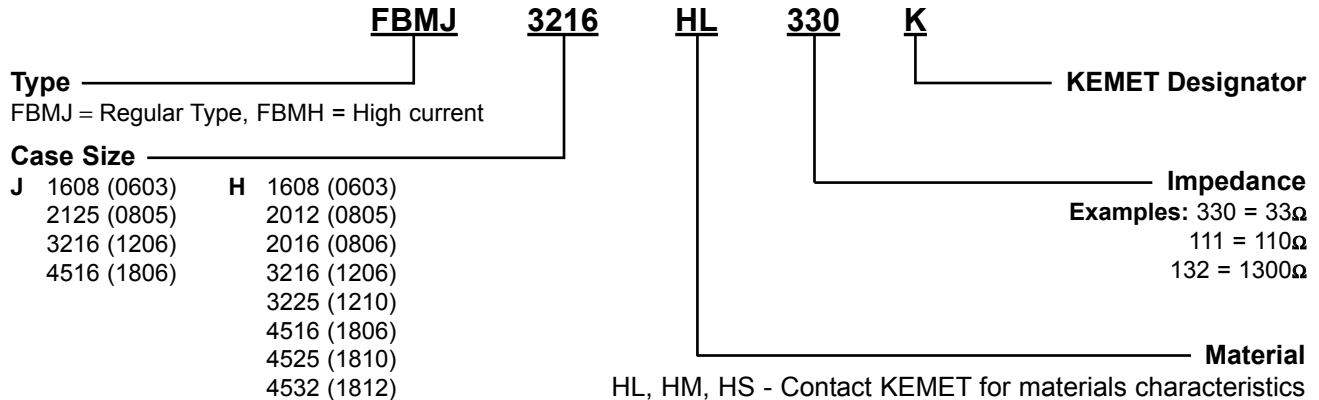 FBMJ 3216 HL 330 K
Type
KEMET Designator
FBMJ = Regular Type, FBMH = High current
Case Size
J 1608 (0603) H 1608 (0603)
2125 (0805) 2012 (0805)
3216 (1206) 2016 (0806)
4516 (1806) 3216 (1206)
3225 (1210)
4516 (1806)
4525 (1810)
4532 (1812)
Impedance
Examples: 330 = 33Ω
111 = 110Ω
132 = 1300Ω
Material
HL, HM, HS - Contact KEMET for materials characteristics